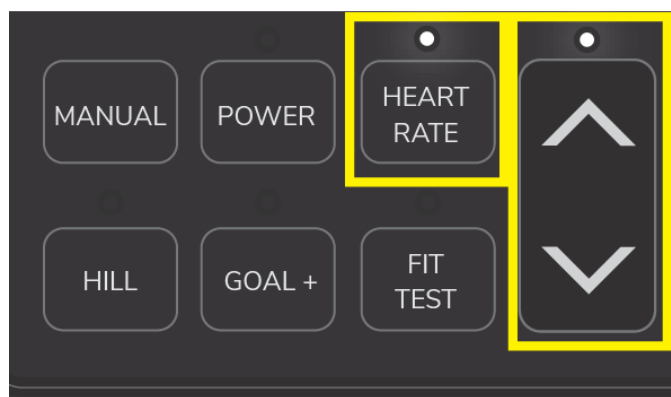 MANUAL
POWER
HEART
RATE
HILL
GOAL +
FIT
TEST